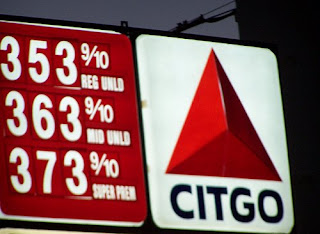 353 9/10
REG UNLD
363 9/10
MID UNLD
373 9/10
SUPER PREM
CITGO